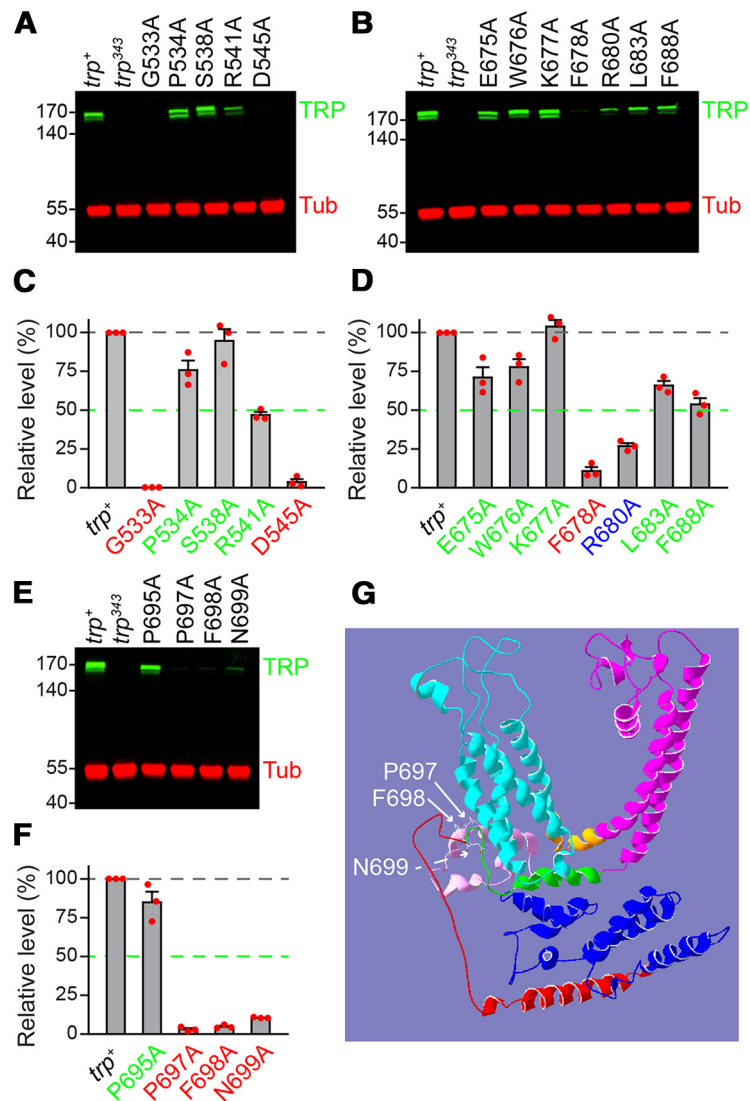 A
trp+
trp343
G533A
P534A
S538A
R541A
D545A
170
140
55
40
TRP
Tub
B
trp+
trp343
E675A
W676A
K677A
F678A
R680A
L683A
F688A
170
140
55
40
TRP
Tub
C
Relative level (%)
100
75
50
25
0
trp+
G533A
P534A
S538A
R541A
D545A
D
Relative level (%)
100
75
50
25
0
trp+
E675A
W676A
K677A
F678A
R680A
L683A
F688A
E
trp+
trp343
P695A
P697A
F698A
N699A
170
140
55
40
TRP
Tub
F
Relative level (%)
100
75
50
25
0
trp+
P695A
P697A
F698A
N699A
G
P697
F698
N699